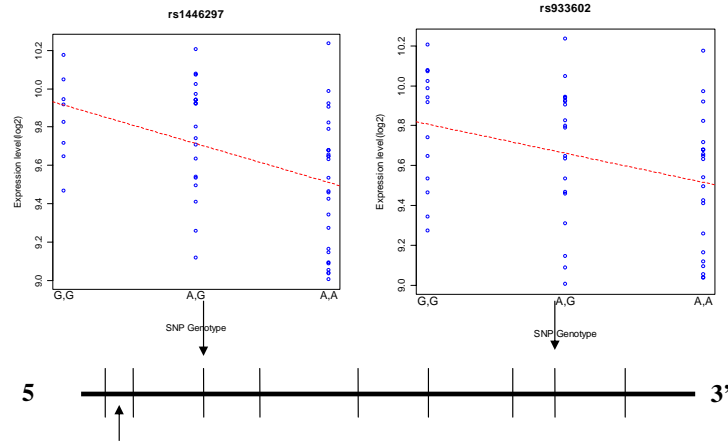 rs1446297
Expression level(log2)
10.2
10.0
9.8
9.6
9.4
9.2
9.0
G,G A,G A,A
SNP Genotype
rs933602
Expression level(log2)
10.2
10.0
9.8
9.6
9.4
9.2
9.0
G,G A,G A,A
SNP Genotype
5 3'